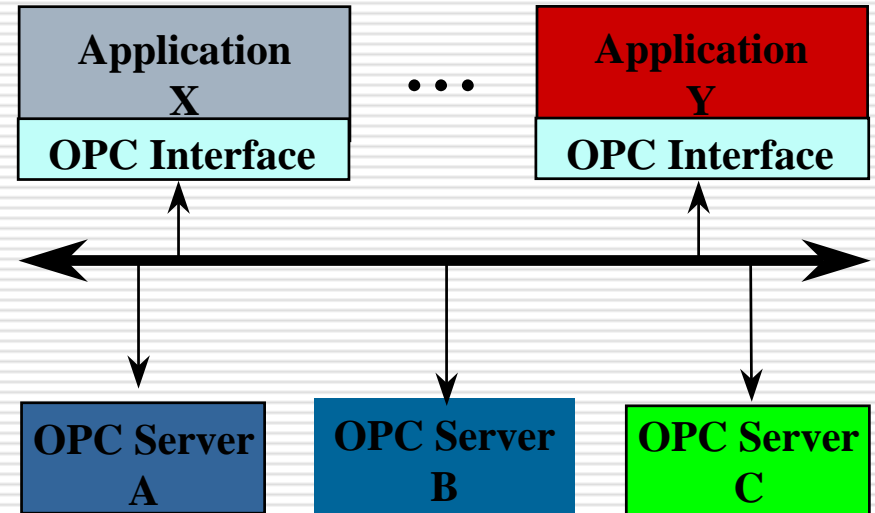 Application
X
OPC Interface
...
Application
Y
OPC Interface
OPC Server
A
OPC Server
B
OPC Server
C